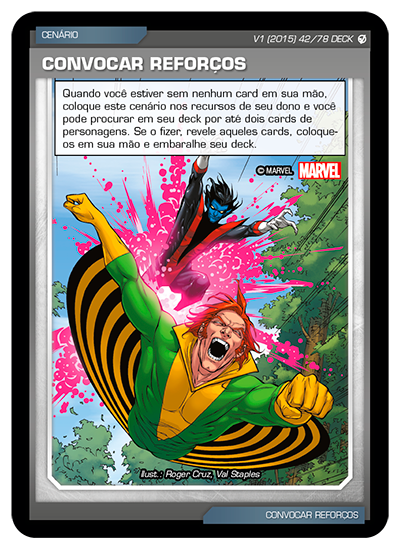 CENÁRIO
V1 (2015) 42/78 DECK
CONVOCAR REFORÇOS
Quando você estiver sem nenhum card em sua mão,
coloque este cenário nos recursos de seu dono e você
pode procurar em seu deck por até dois cards de
personagens. Se o fizer, revele aqueles cards, coloque-
os em sua mão e embaralhe seu deck.
© MARVEL MARVEL
Illust.: Roger Cruz, Val Staples
CONVOCAR REFORÇOS